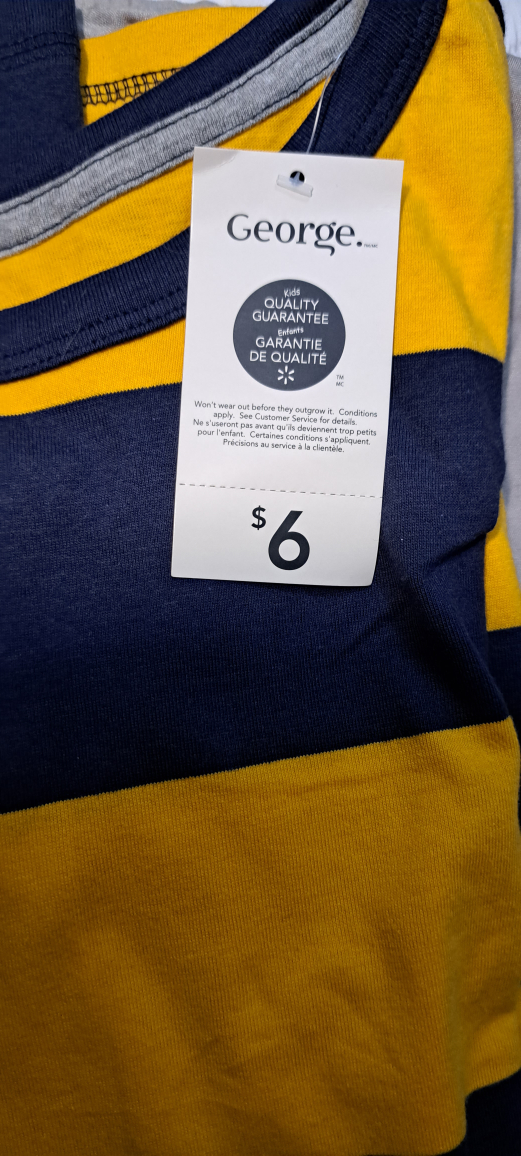 George.
Kids
QUALITY
GUARANTEE
Enfants
GARANTIE
DE QUALITÉ
TM
MC
Won't wear out before they outgrow it. Conditions
apply. See Customer Service for details.
Ne s'useront pas avant qu'ils deviennent trop petits
pour l'enfant. Certaines conditions s'appliquent.
Précisions au service à la clientèle.
$6